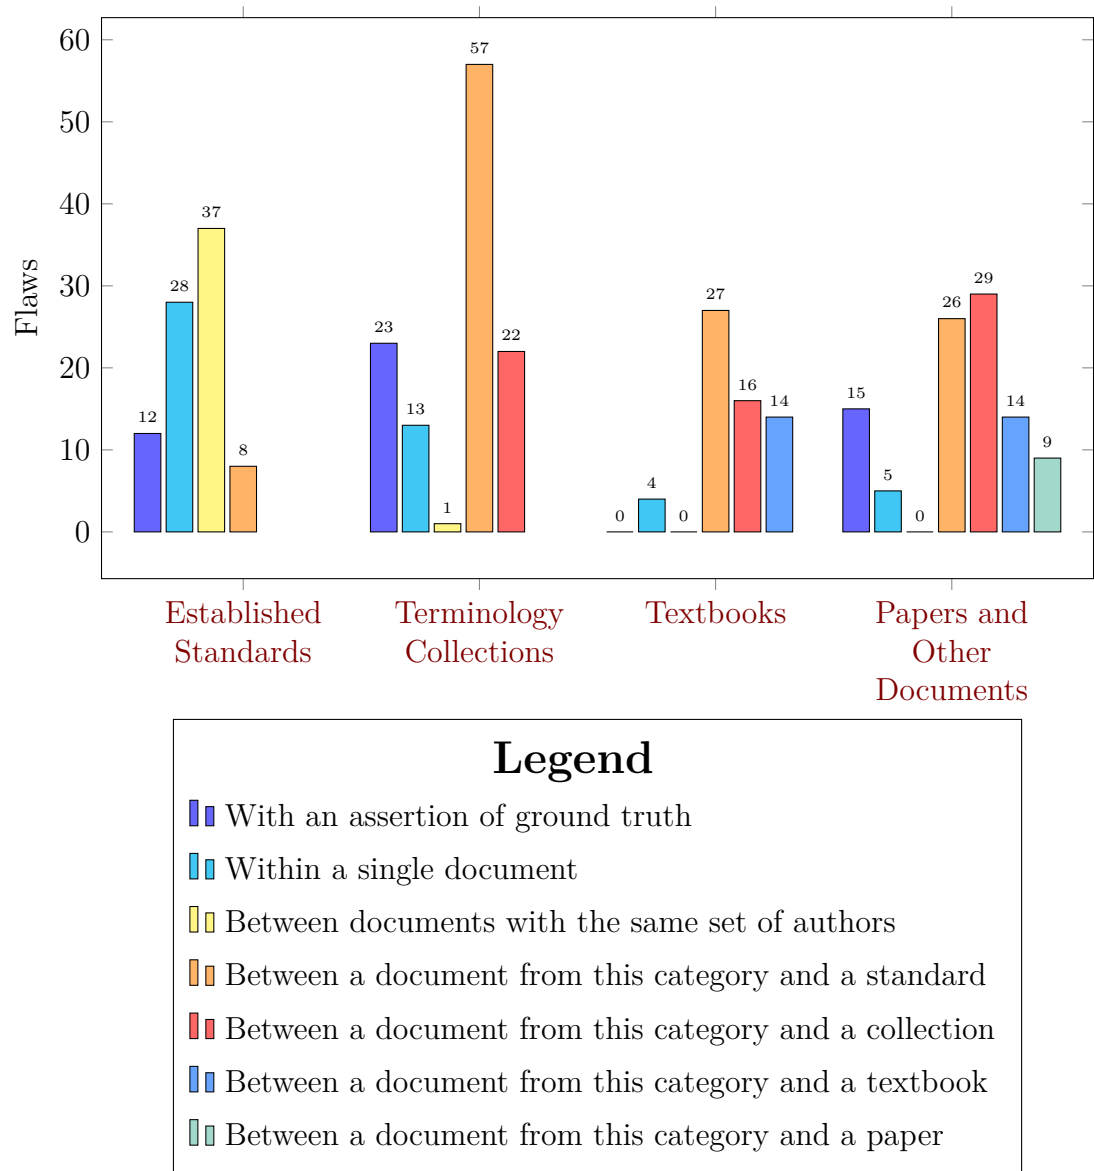 60
50
40
30
20
10
0
Flaws
12
28
37
8
23
13
1
57
22
0
4
0
27
16
14
15
5
0
26
29
14
9
Established
Standards
Terminology
Collections
Textbooks
Papers and
Other
Documents
Legend
With an assertion of ground truth
Within a single document
Between documents with the same set of authors
Between a document from this category and a standard
Between a document from this category and a collection
Between a document from this category and a textbook
Between a document from this category and a paper